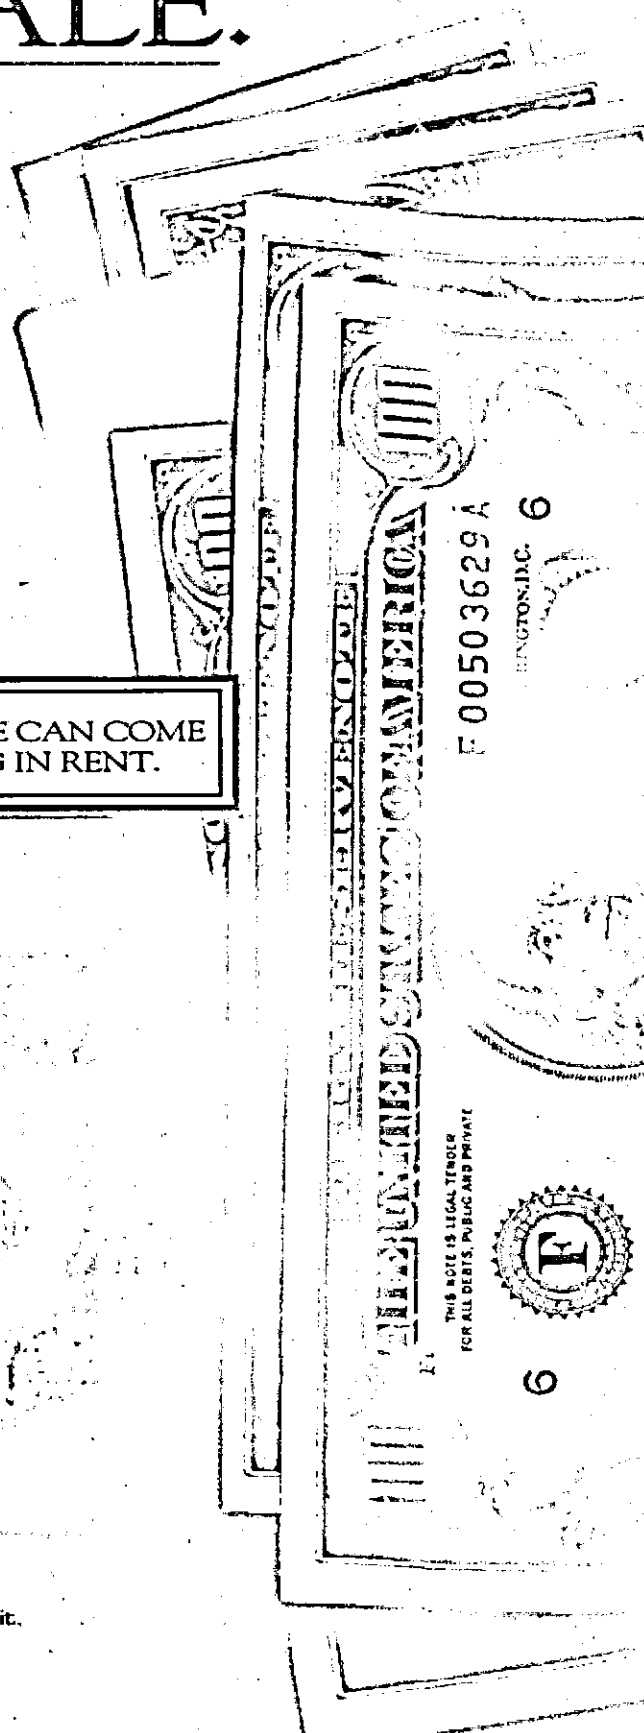 ALE.
E CAN COME
G IN RENT.
THE UNITED STATES OF AMERICA
F 00503629 A
INGTON, D.C.
6
THIS NOTE IS LEGAL TENDER
FOR ALL DEBTS, PUBLIC AND PRIVATE
F
6
it.